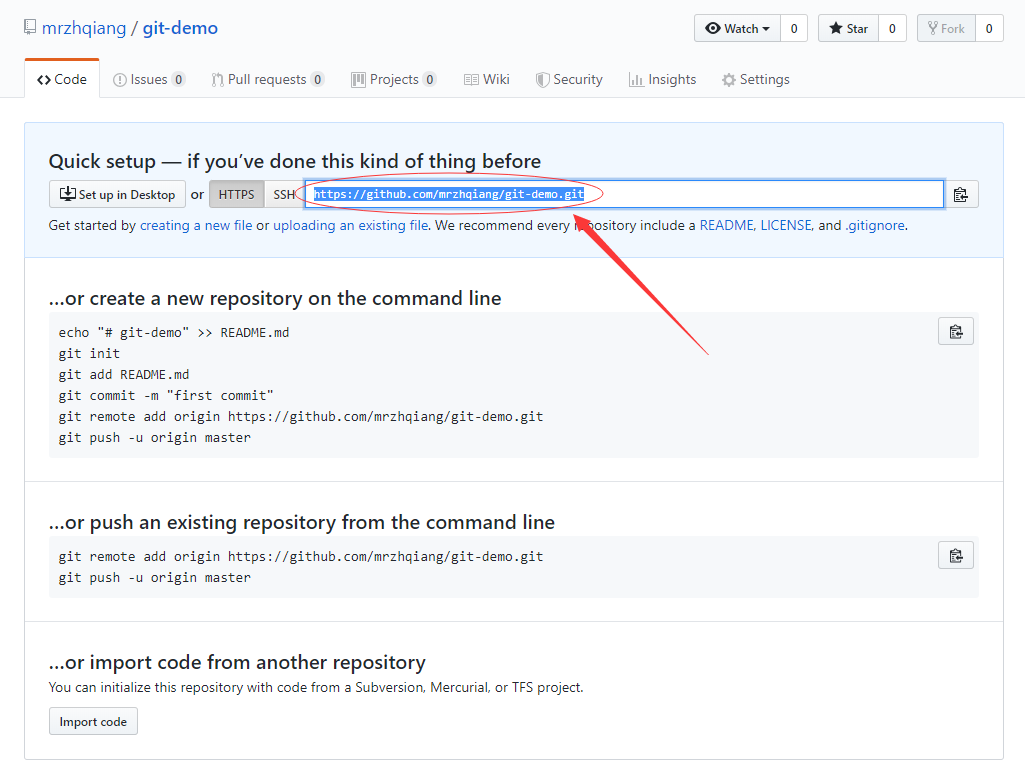 mrzhqiang / git-demo
Watch 0 Star 0 Fork 0
Code Issues 0 Pull requests 0 Projects 0 Wiki Security Insights Settings
Quick setup — if you’ve done this kind of thing before
Set up in Desktop or HTTPS SSH https://github.com/mrzhqiang/git-demo.git
Get started by creating a new file or uploading an existing file. We recommend every repository include a README, LICENSE, and .gitignore.
…or create a new repository on the command line
echo "# git-demo" >> README.md
git init
git add README.md
git commit -m "first commit"
git remote add origin https://github.com/mrzhqiang/git-demo.git
git push -u origin master
…or push an existing repository from the command line
git remote add origin https://github.com/mrzhqiang/git-demo.git
git push -u origin master
…or import code from another repository
You can initialize this repository with code from a Subversion, Mercurial, or TFS project.
Import code